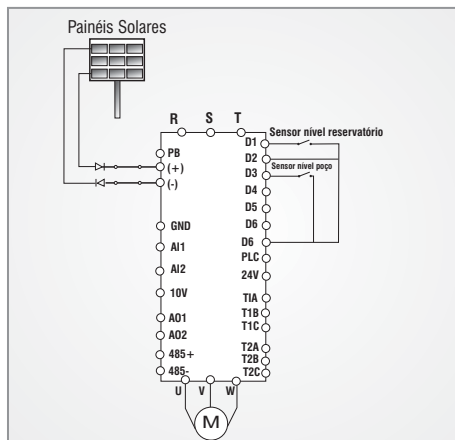 Painéis Solares
R S T
PB
(+)
(-)
GND
AI1
AI2
10V
AO1
AO2
485+
485-
D1
D2
D3
D4
D5
D6
D6
PLC
24V
TIA
T1B
T1C
T2A
T2B
T2C
Sensor nível reservatório
Sensor nível poço
U V W
M